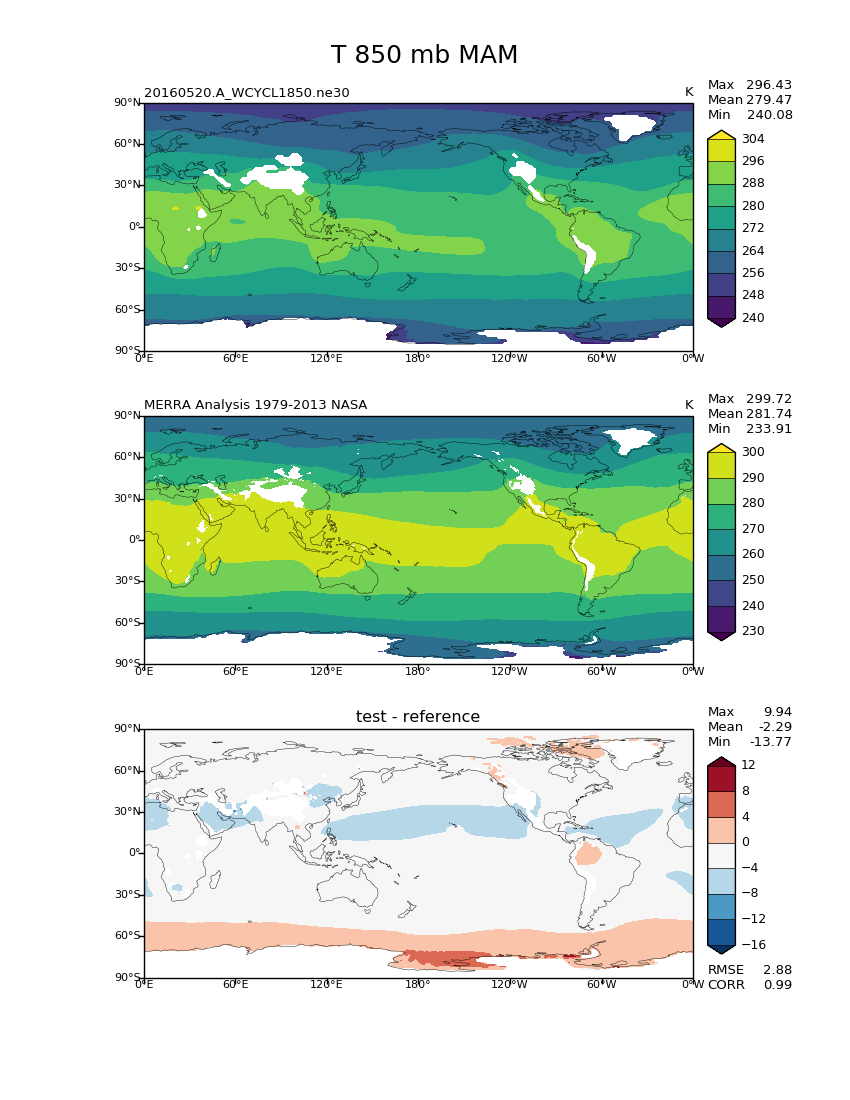 T 850 mb MAM
20160520.A_WCYCL1850.ne30
K
Max 296.43
Mean 279.47
Min 240.08
90°N
60°N
30°N
0°
30°S
60°S
90°S
0°E 60°E 120°E 180° 120°W 60°W 0°W
304
296
288
280
272
264
256
248
240
MERRA Analysis 1979-2013 NASA
K
Max 299.72
Mean 281.74
Min 233.91
90°N
60°N
30°N
0°
30°S
60°S
90°S
0°E 60°E 120°E 180° 120°W 60°W 0°W
300
290
280
270
260
250
240
230
test - reference
Max 9.94
Mean -2.29
Min -13.77
90°N
60°N
30°N
0°
30°S
60°S
90°S
0°E 60°E 120°E 180° 120°W 60°W 0°W
12
8
4
0
−4
−8
−12
−16
RMSE 2.88
CORR 0.99